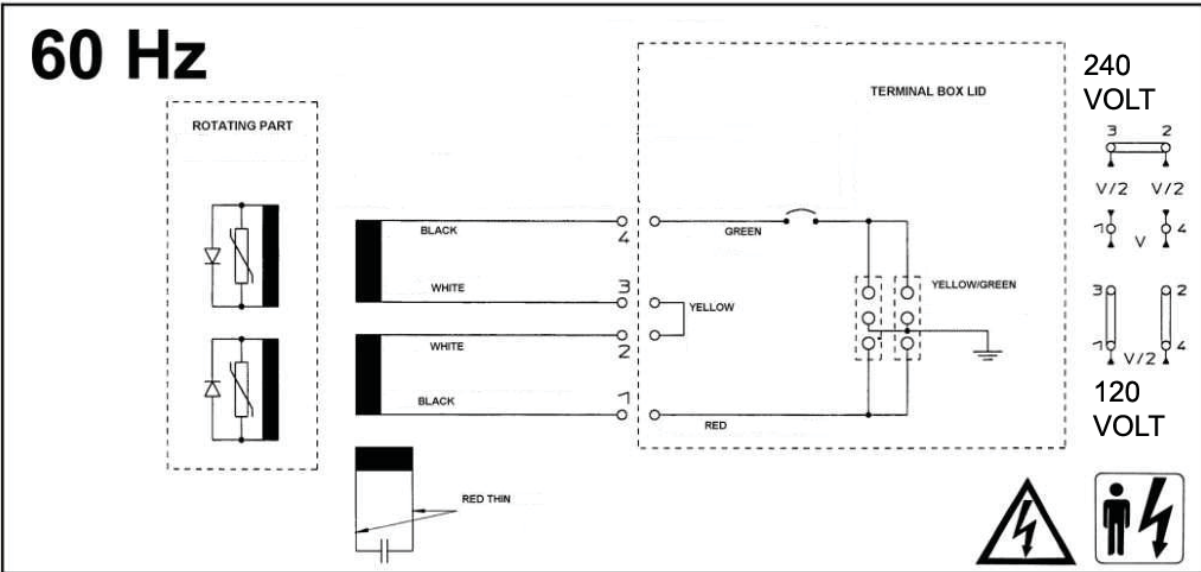 60 Hz
ROTATING PART
TERMINAL BOX LID
240
VOLT
3 2
V/2 V/2
1 4
V
BLACK
4
GREEN
WHITE
3
YELLOW
YELLOW/GREEN
WHITE
2
BLACK
1
RED
3 2
1 4
V/2
120
VOLT
RED THIN